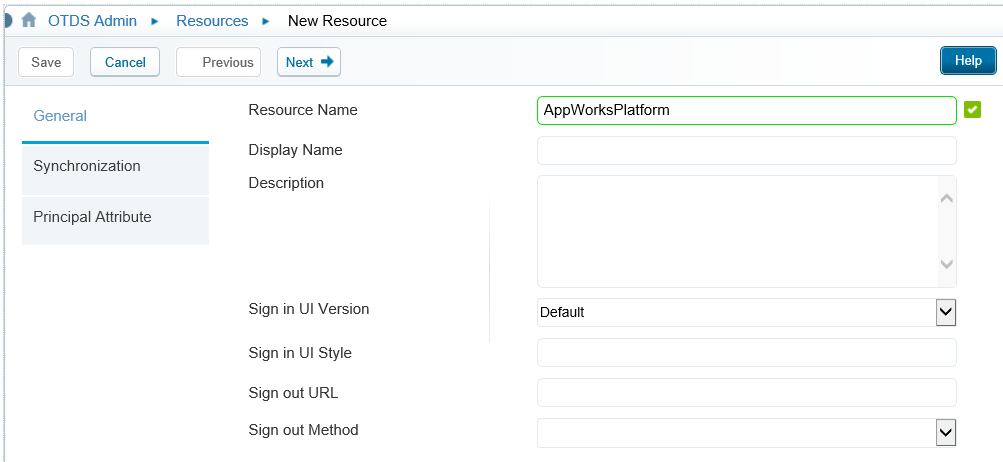 OTDS Admin Resources New Resource
Save Cancel Previous Next Help
General
Synchronization
Principal Attribute
Resource Name AppWorksPlatform
Display Name
Description
Sign in UI Version Default
Sign in UI Style
Sign out URL
Sign out Method